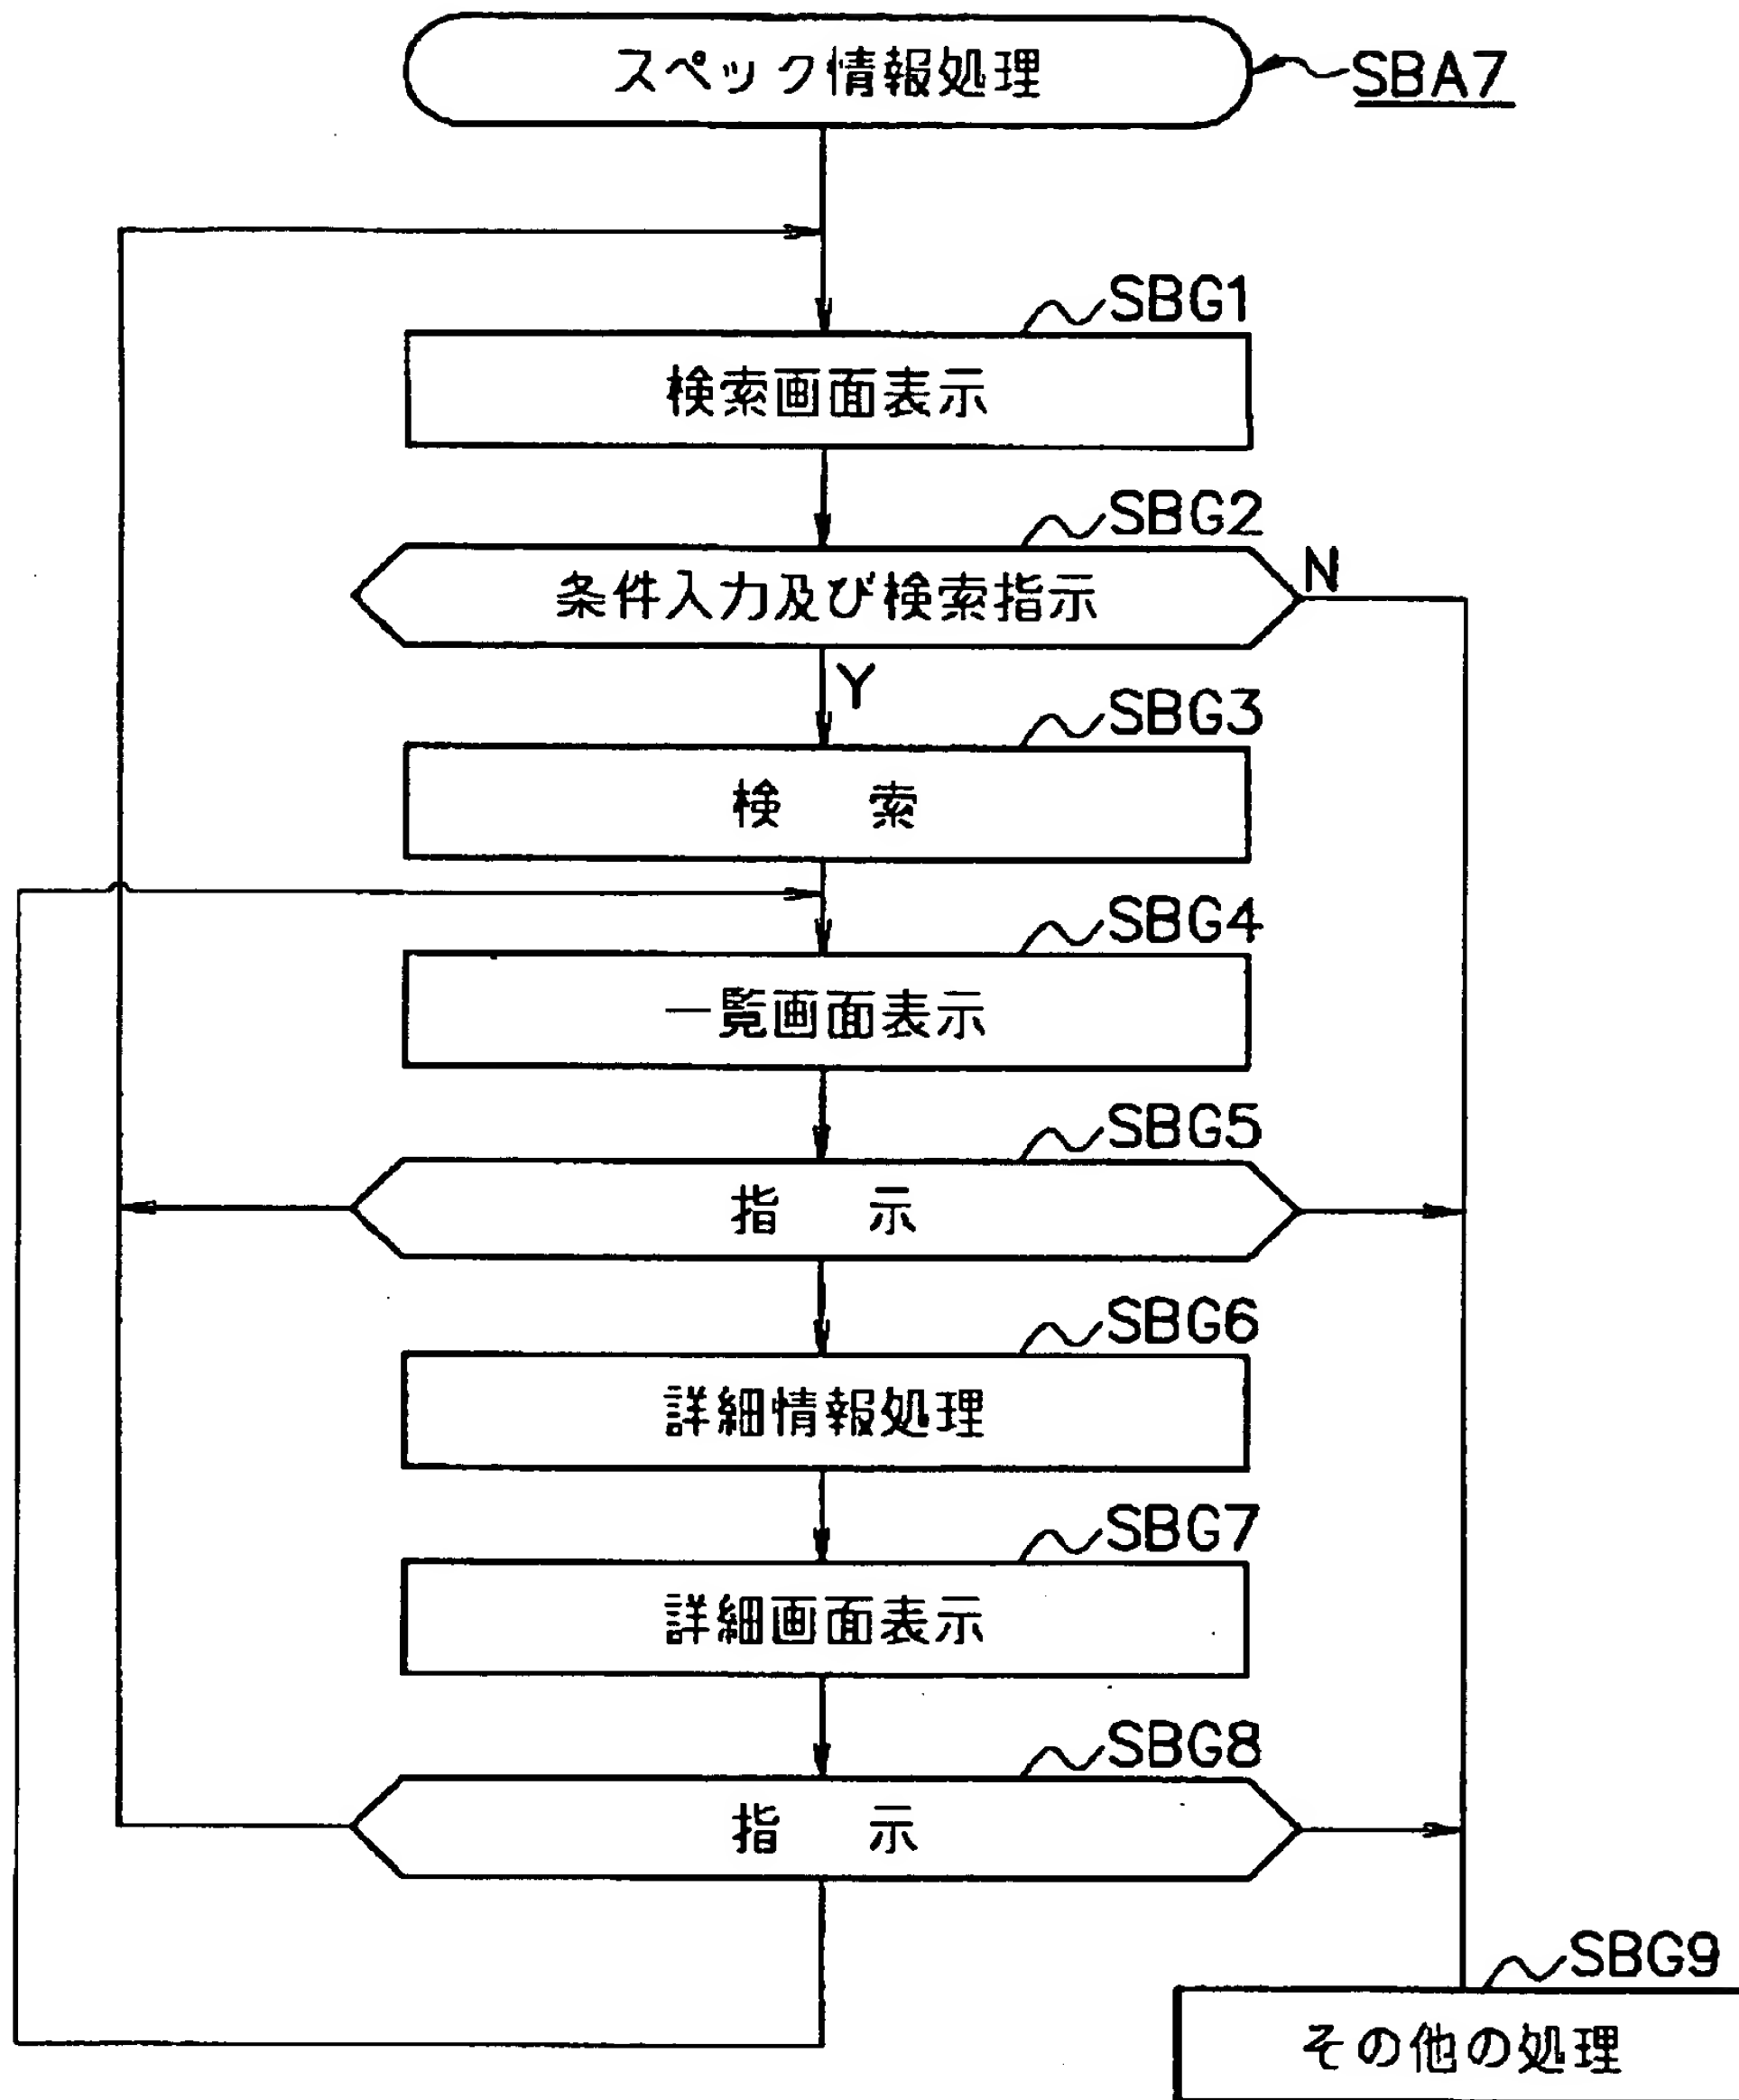 スペック情報処理
SBA7
SBG1
検索画面表示
SBG2
条件入力及び検索指示
N
Y
SBG3
検 索
SBG4
一覧画面表示
SBG5
指 示
SBG6
詳細情報処理
SBG7
詳細画面表示
SBG8
指 示
SBG9
その他の処理